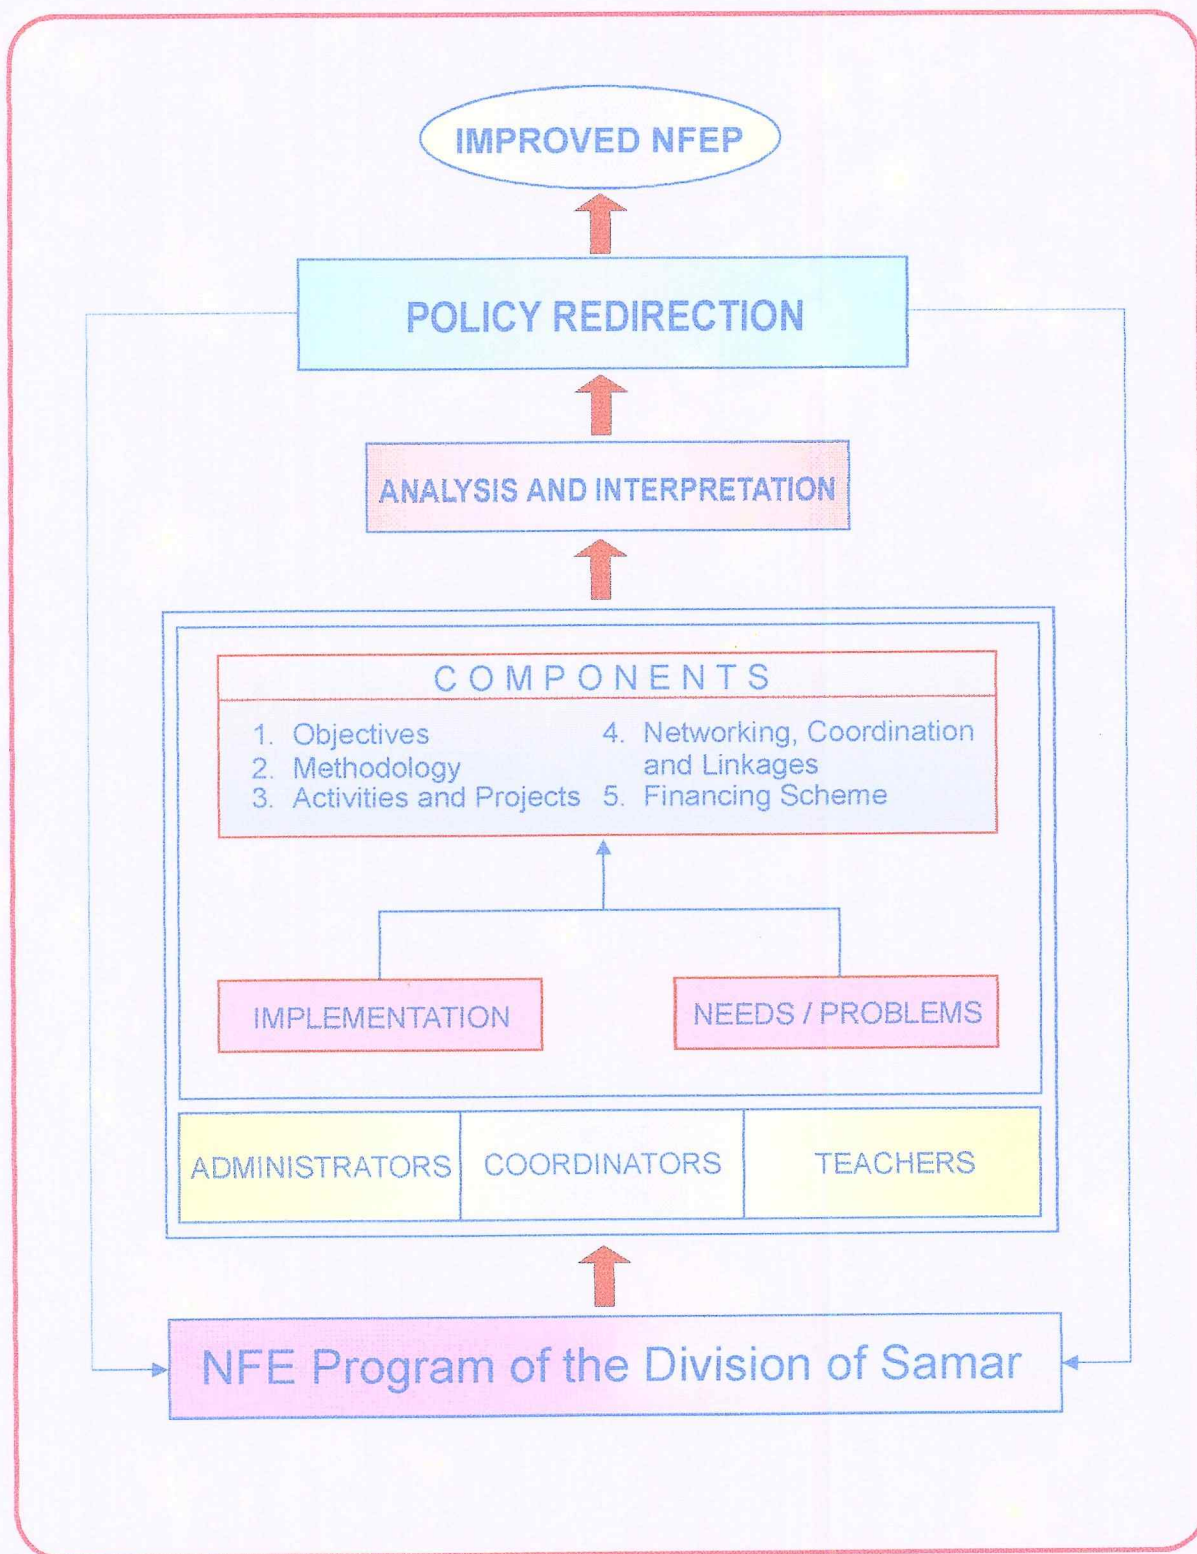 IMPROVED NFEP
POLICY REDIRECTION
ANALYSIS AND INTERPRETATION
COMPONENTS
1. Objectives
2. Methodology
3. Activities and Projects
4. Networking, Coordination
and Linkages
5. Financing Scheme
IMPLEMENTATION
NEEDS / PROBLEMS
ADMINISTRATORS
COORDINATORS
TEACHERS
NFE Program of the Division of Samar